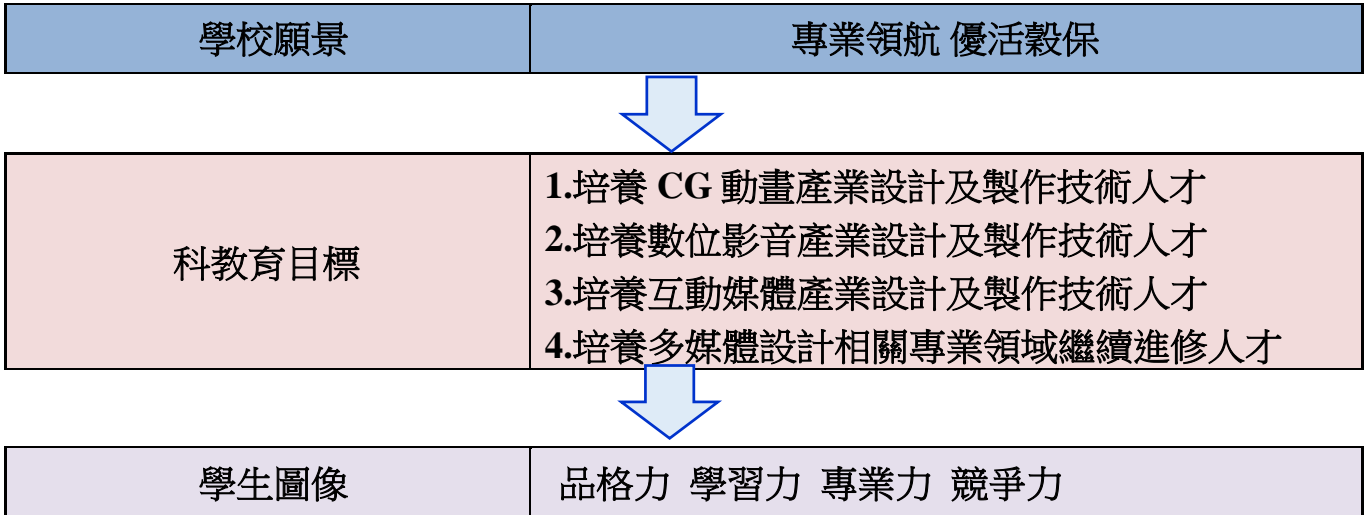 學校願景
專業領航 優活穀保
科教育目標
1.培養 CG 動畫產業設計及製作技術人才
2.培養數位影音產業設計及製作技術人才
3.培養互動媒體產業設計及製作技術人才
4.培養多媒體設計相關專業領域繼續進修人才
學生圖像
品格力 學習力 專業力 競爭力